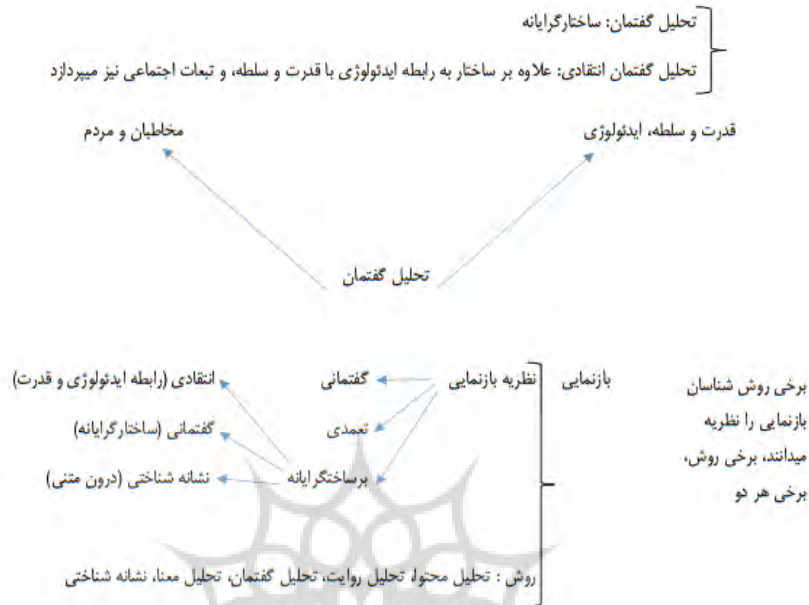 تحلیل گفتمان: ساختارگرایانه
تحلیل گفتمان انتقادی: علاوه بر ساختار به رابطه ایدئولوژی با قدرت و سلطه، و تبعات اجتماعی نیز میپردازد
قدرت و سلطه، ایدئولوژی
مخاطبان و مردم
تحلیل گفتمان
برخی روش شناسان
بازنمایی را نظریه
میدانند، برخی روش،
برخی هر دو
بازنمایی
نظریه بازنمایی
گفتمانی
تعمدی
برساختگرایانه
انتقادی (رابطه ایدئولوژی و قدرت)
گفتمانی (ساختارگرایانه)
نشانه شناختی (درون متنی)
روش : تحلیل محتوا، تحلیل روایت، تحلیل گفتمان، تحلیل معنا، نشانه شناختی